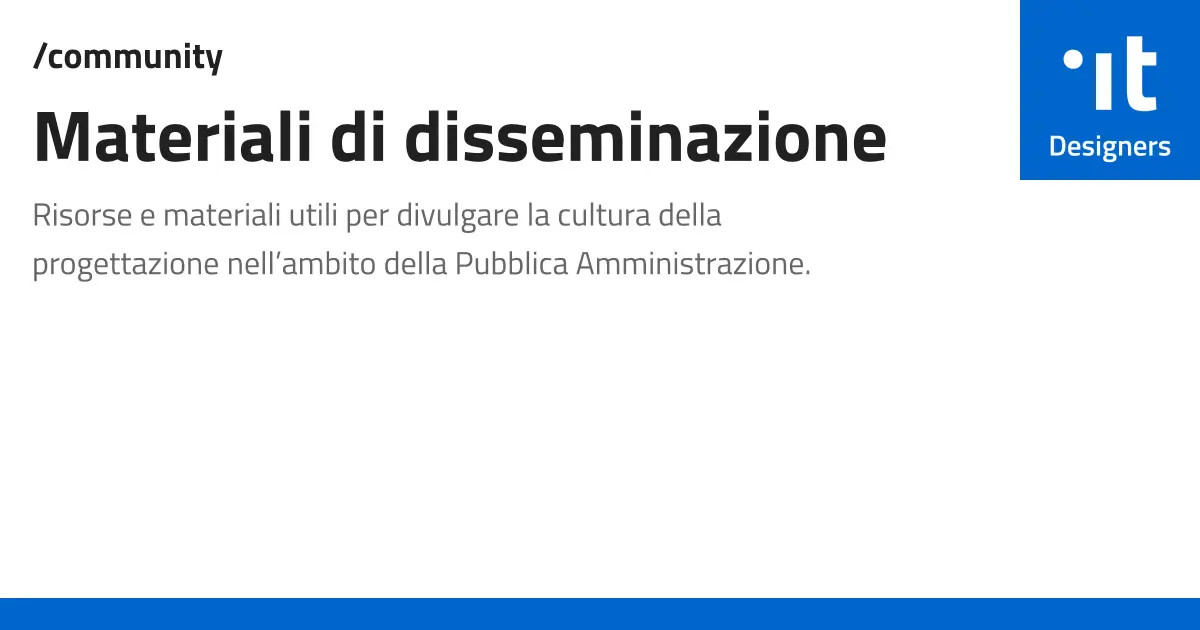 /community
Materiali di disseminazione
Risorse e materiali utili per divulgare la cultura della
progettazione nell’ambito della Pubblica Amministrazione.
it
Designers